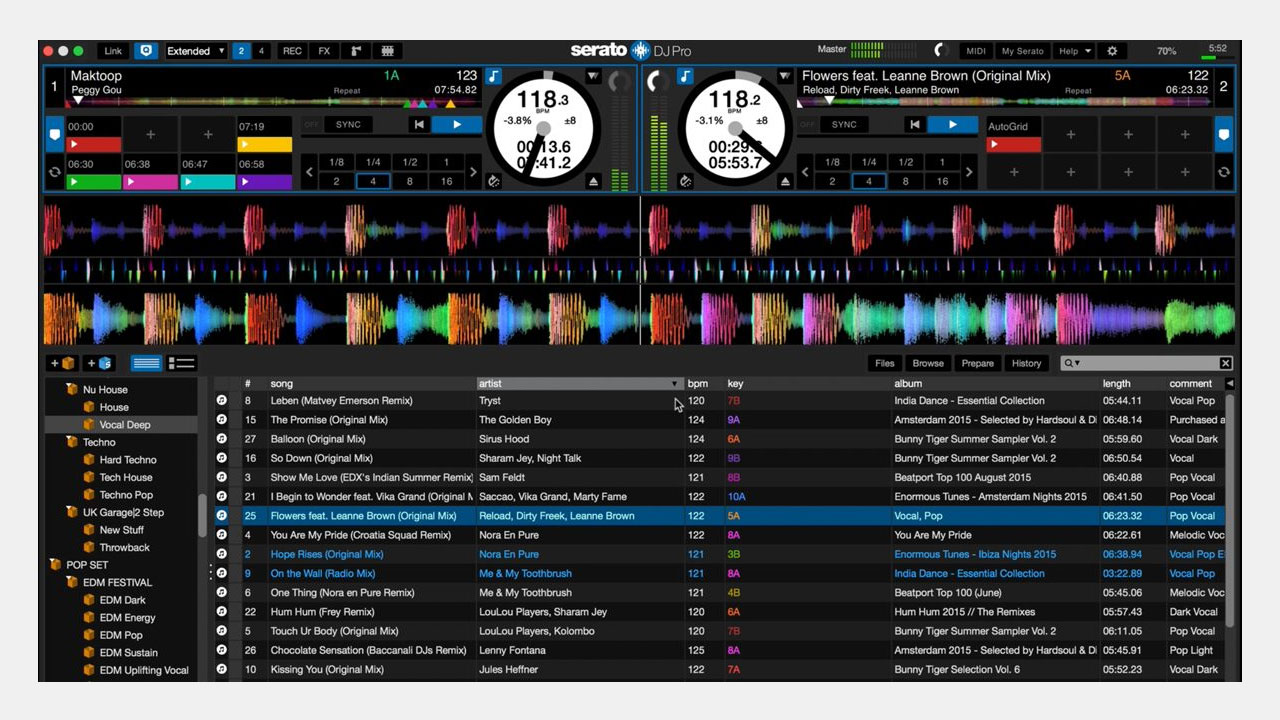 Link Extended 2 4 REC FX serato DJ Pro Master MIDI My Serato Help 70% 5:52
1 Maktoop 1A 123
Peggy Gou Repeat 07:54.82
00:00 07:19
06:30 06:38 06:47 06:58
OFF SYNC
1/8 1/4 1/2 1
2 4 8 16
118.3
BPM
-3.8% ±8
118.2
BPM
-3.1% ±8
05:53.7
Flowers feat. Leanne Brown (Original Mix) 5A 122 2
Reload, Dirty Freek, Leanne Brown Repeat 06:23.32
OFF SYNC
1/8 1/4 1/2 1
2 4 8 16
AutoGrid
Files Browse Prepare History
Nu House
House
Vocal Deep
Techno
Hard Techno
Tech House
Techno Pop
UK Garage|2 Step
New Stuff
Throwback
POP SET
EDM FESTIVAL
EDM Dark
EDM Energy
EDM Pop
EDM Sustain
EDM Uplifting Vocal
# song artist bpm key album length comment
8 Leben (Matvey Emerson Remix) Tryst 120 7B India Dance - Essential Collection 05:44.11 Vocal Pop
15 The Promise (Original Mix) The Golden Boy 124 9A Amsterdam 2015 - Selected by Hardsoul & Di 06:48.14 Purchased a
27 Balloon (Original Mix) Sirus Hood 124 6A Bunny Tiger Summer Sampler Vol. 2 05:59.60 Vocal Dark
16 So Down (Original Mix) Sharam Jey, Night Talk 122 9B Bunny Tiger Summer Sampler Vol. 2 06:50.54 Vocal
3 Show Me Love (EDX's Indian Summer Remix) Sam Feldt 121 8B Beatport Top 100 August 2015 06:40.88 Pop Vocal
21 I Begin to Wonder feat. Vika Grand (Original M Saccao, Vika Grand, Marty Fame 122 10A Enormous Tunes - Amsterdam Nights 2015 06:41.50 Pop Vocal
25 Flowers feat. Leanne Brown (Original Mix) Reload, Dirty Freek, Leanne Brown 122 5A Vocal, Pop 06:23.32 Pop Vocal
4 You Are My Pride (Croatia Squad Remix) Nora En Pure 122 8A You Are My Pride 06:22.61 Melodic Voc
2 Hope Rises (Original Mix) Nora En Pure 121 3B Enormous Tunes - Ibiza Nights 2015 06:38.94 Vocal Pop E
9 On the Wall (Radio Mix) Me & My Toothbrush 121 8A India Dance - Essential Collection 03:22.89 Vocal Pop
6 One Thing (Nora en Pure Remix) Me & My Toothbrush 121 4B Beatport Top 100 (June) 05:45.06 Melodic Voc
22 Hum Hum (Frey Remix) LouLou Players, Sharam Jey 120 6A Hum Hum 2015 // The Remixes 05:57.43 Dark Vocal
5 Touch Ur Body (Original Mix) LouLou Players, Kolombo 120 7B Bunny Tiger Summer Sampler Vol. 2 06:11.05 Pop Vocal
26 Chocolate Sensation (Baccanali DJs Remix) Lenny Fontana 125 8A Amsterdam 2015 - Selected by Hardsoul & Di 05:45.91 Pop Light
10 Kissing You (Original Mix) Jules Heffner 122 7A Bunny Tiger Selection Vol. 6 05:52.23 Vocal Dark